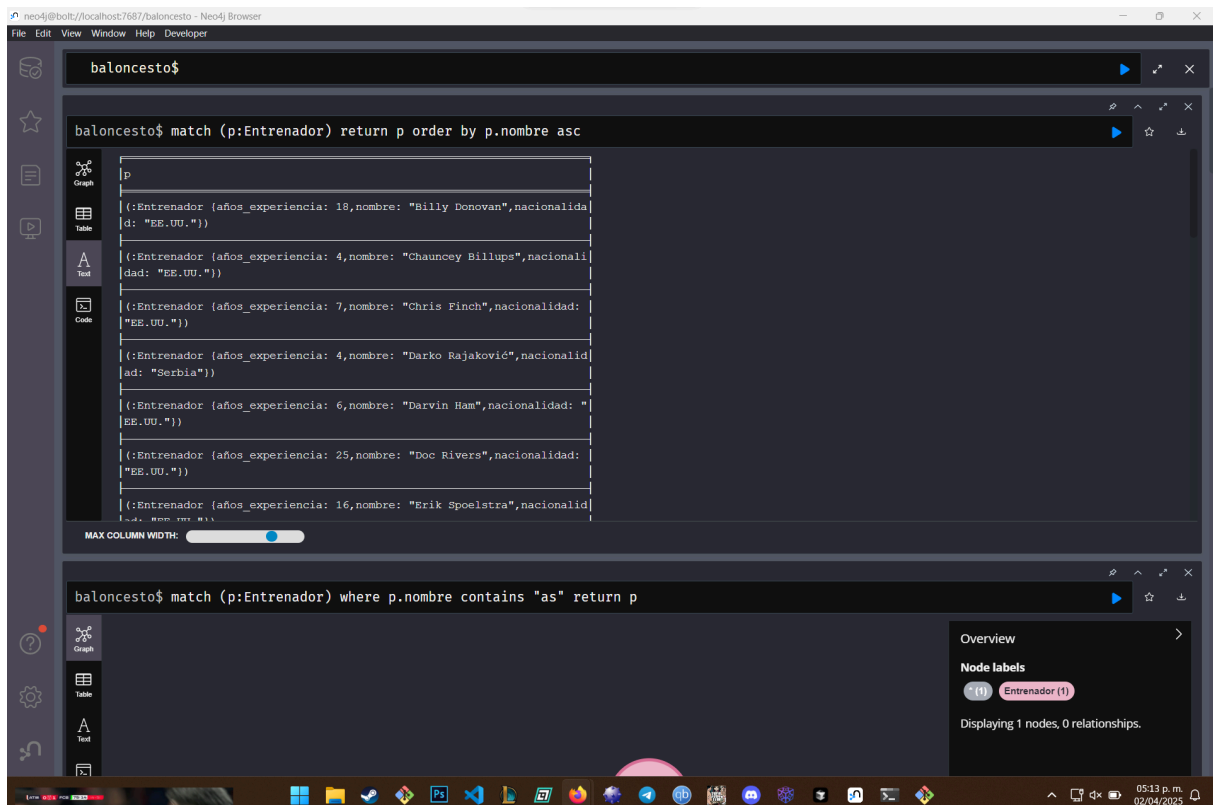 neo4j@bolt://localhost:7687/baloncesto - Neo4j Browser
File Edit View Window Help Developer
baloncesto$
baloncesto$ match (p:Entrenador) return p order by p.nombre asc
Graph
Table
Text
Code
p
(:Entrenador {años_experiencia: 18,nombre: "Billy Donovan",nacionalida
d: "EE.UU."})
(:Entrenador {años_experiencia: 4,nombre: "Chauncey Billups",nacionali
dad: "EE.UU."})
(:Entrenador {años_experiencia: 7,nombre: "Chris Finch",nacionalidad:
"EE.UU."})
(:Entrenador {años_experiencia: 4,nombre: "Darko Rajaković",nacionalid
ad: "Serbia"})
(:Entrenador {años_experiencia: 6,nombre: "Darvin Ham",nacionalidad: "
EE.UU."})
(:Entrenador {años_experiencia: 25,nombre: "Doc Rivers",nacionalidad:
"EE.UU."})
(:Entrenador {años_experiencia: 16,nombre: "Erik Spoelstra",nacionalid
ad: "EE.UU."})
MAX COLUMN WIDTH:
baloncesto$ match (p:Entrenador) where p.nombre contains "as" return p
Graph
Table
Text
Overview
Node labels
* (1) Entrenador (1)
Displaying 1 nodes, 0 relationships.
Ps
qb
05:13 p. m.
02/04/2025